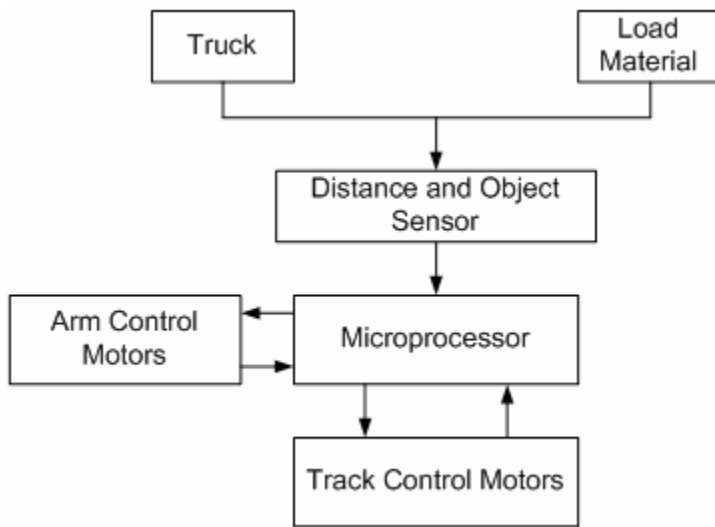 Truck
Load
Material
Distance and Object
Sensor
Arm Control
Motors
Microprocessor
Track Control Motors